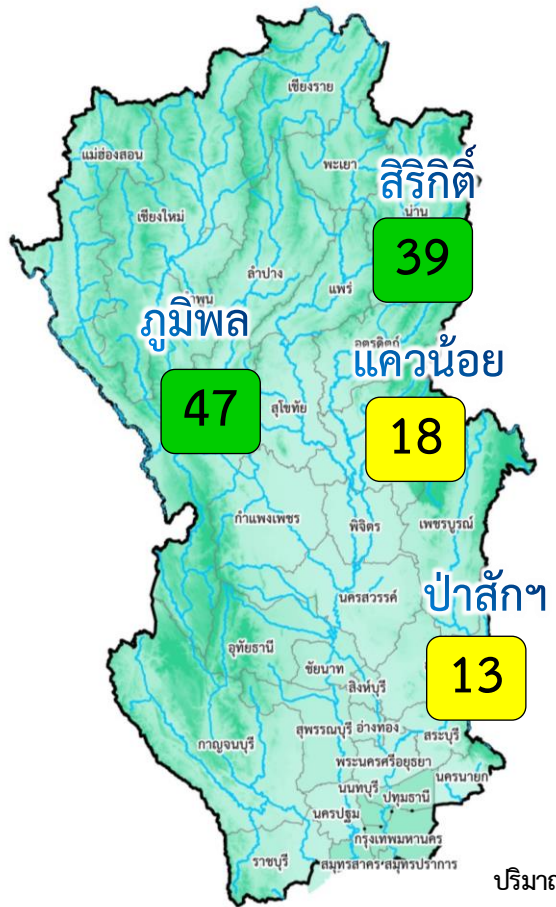 เชียงราย
แม่ฮ่องสอน
พะเยา
สิริกิติ์
น่าน
เชียงใหม่
39
ลำปาง
แพร่
ภูมิพล
แควน้อย
47
สุโขทัย
18
กำแพงเพชร
พิจิตร
เพชรบูรณ์
นครสวรรค์
ป่าสักฯ
อุทัยธานี
ชัยนาท
13
สิงห์บุรี
สุพรรณบุรี อ่างทอง
สระบุรี
กาญจนบุรี
พระนครศรีอยุธยา
นครนายก
นนทบุรี
ปทุมธานี
นครปฐม
กรุงเทพมหานคร
ราชบุรี
สมุทรสาคร สมุทรปราการ